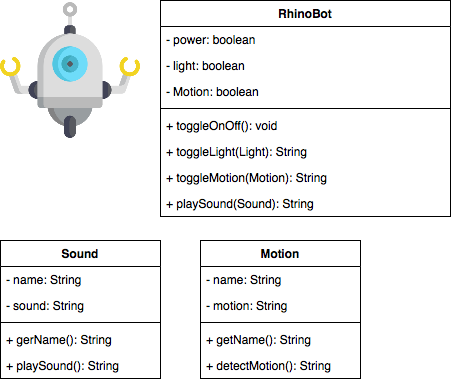 RhinoBot
- power: boolean
- light: boolean
- Motion: boolean
+ toggleOnOff(): void
+ toggleLight(Light): String
+ toggleMotion(Motion): String
+ playSound(Sound): String
Sound
- name: String
- sound: String
+ gerName(): String
+ playSound(): String
Motion
- name: String
- motion: String
+ getName(): String
+ detectMotion(): String